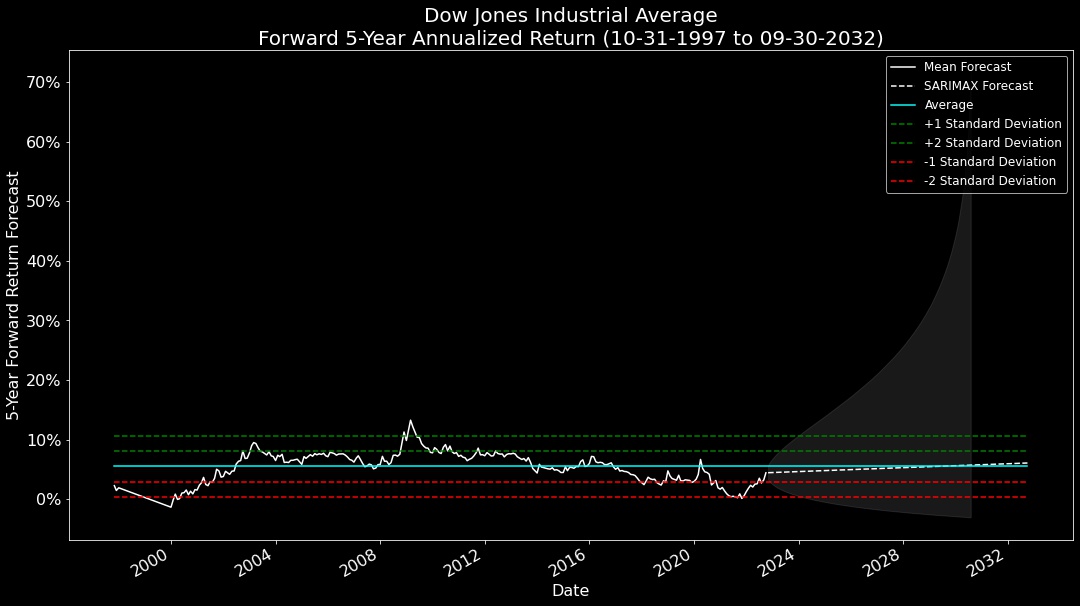 Dow Jones Industrial Average
Forward 5-Year Annualized Return (10-31-1997 to 09-30-2032)
Mean Forecast
SARIMAX Forecast
Average
+1 Standard Deviation
+2 Standard Deviation
-1 Standard Deviation
-2 Standard Deviation
5-Year Forward Return Forecast
70%
60%
50%
40%
30%
20%
10%
0%
2000
2004
2008
2012
2016
2020
2024
2028
2032
Date